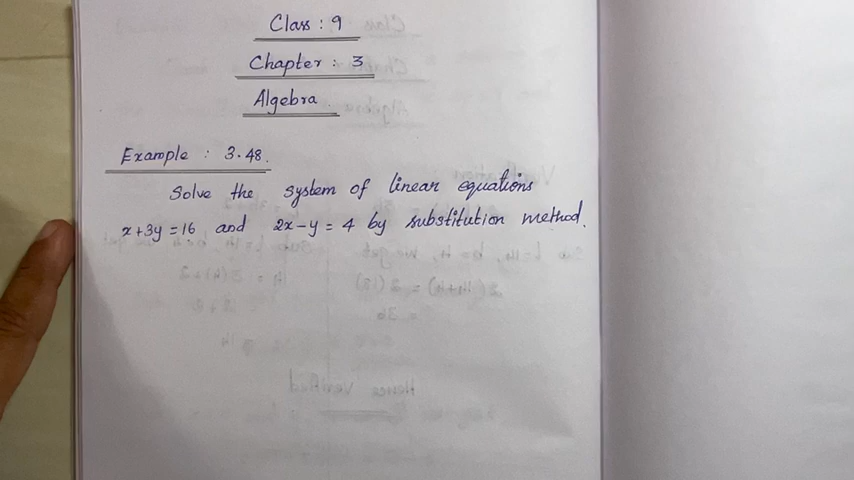 Class : 9
Chapter : 3
Algebra
Example : 3.48.
Solve the system of linear equations
x+3y=16 and 2x-y=4 by substitution method.